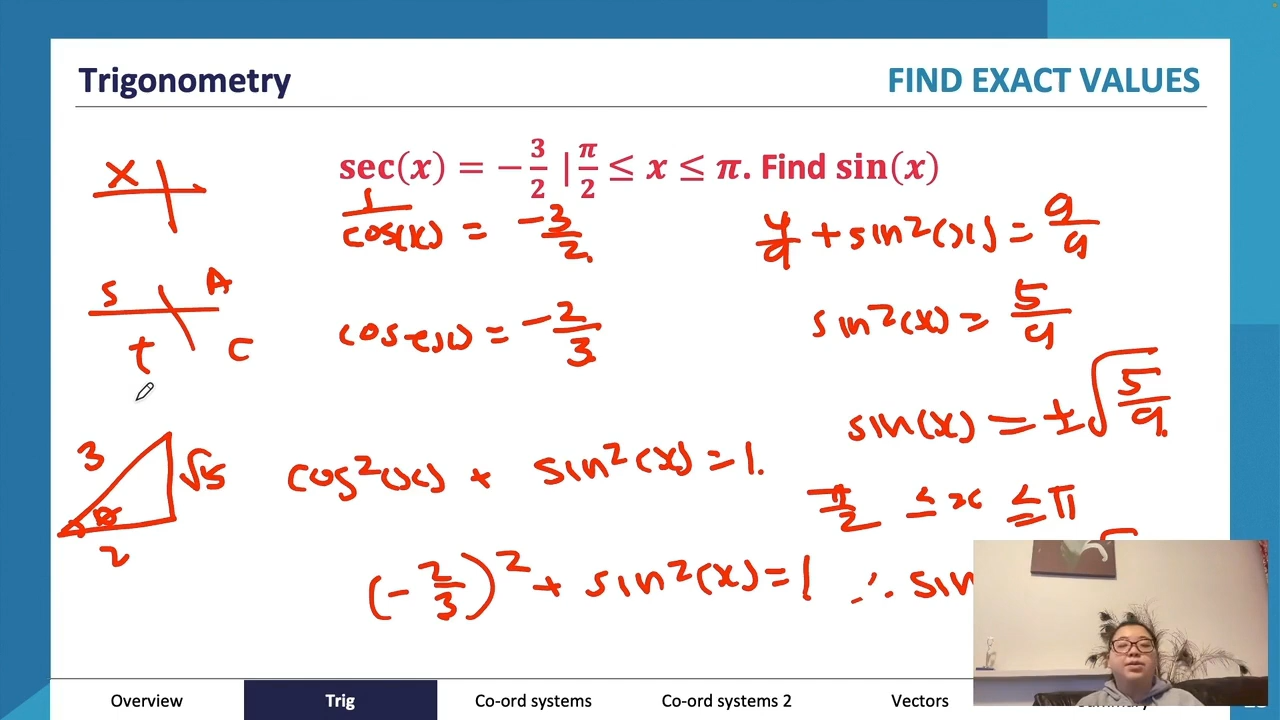 Trigonometry
FIND EXACT VALUES
sec(x) = −3/2 | π/2 ≤ x ≤ π. Find sin(x)
x
1/cos(x) = −3/2
S A
T C
cos(x) = −2/3
3 √5
θ
2
cos²(x) + sin²(x) = 1.
(−2/3)² + sin²(x) = 1
4/9 + sin²(x) = 9/9
sin²(x) = 5/9
sin(x) = ±√5/9
π/2 ≤ x ≤ π
∴ sin
Overview Trig Co-ord systems Co-ord systems 2 Vectors